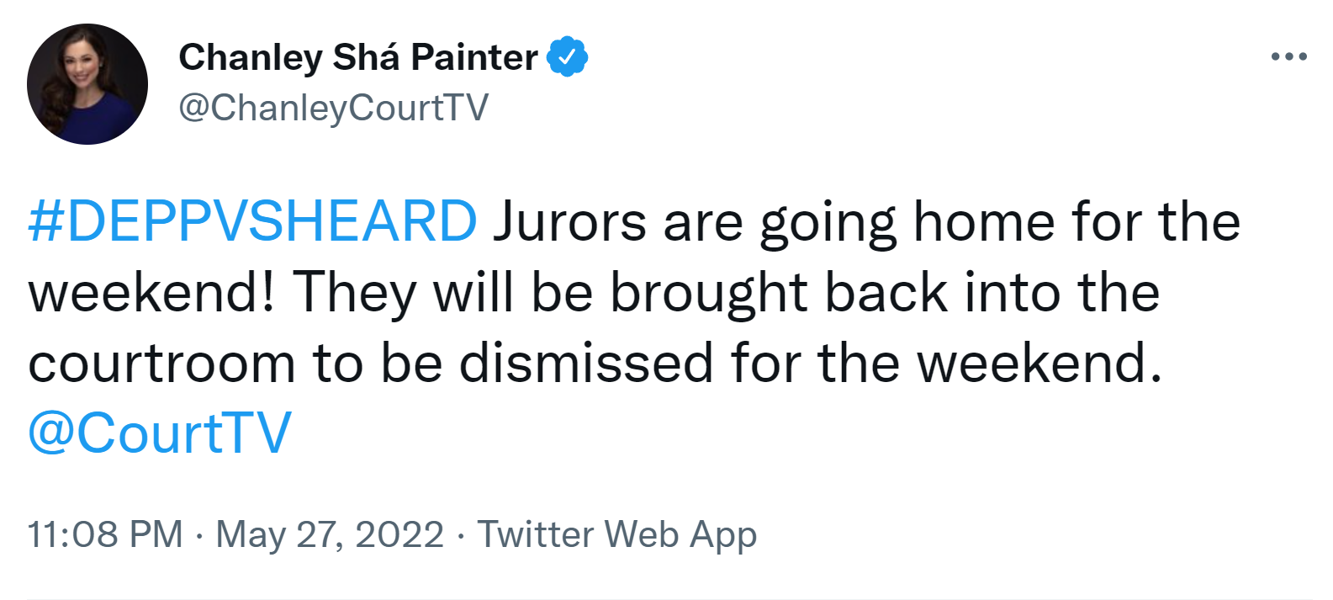 Chanley Shá Painter
@ChanleyCourtTV
#DEPPVSHEARD Jurors are going home for the
weekend! They will be brought back into the
courtroom to be dismissed for the weekend.
@CourtTV
11:08 PM · May 27, 2022 · Twitter Web App